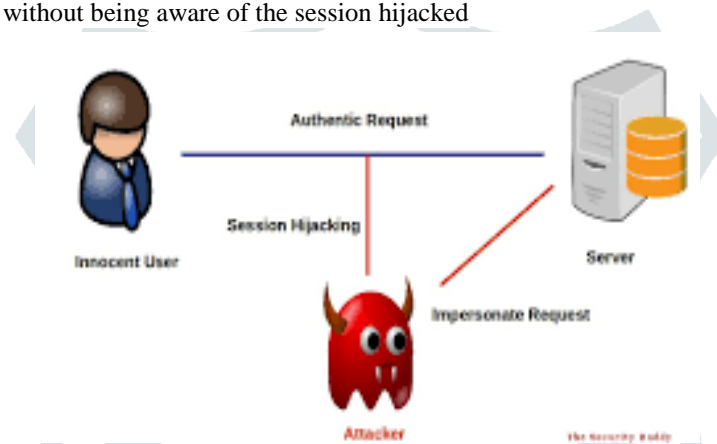 without being aware of the session hijacked
Authentic Request
Session Hijacking
Innocent User
Server
Impersonate Request
Attacker
The Security Buddy